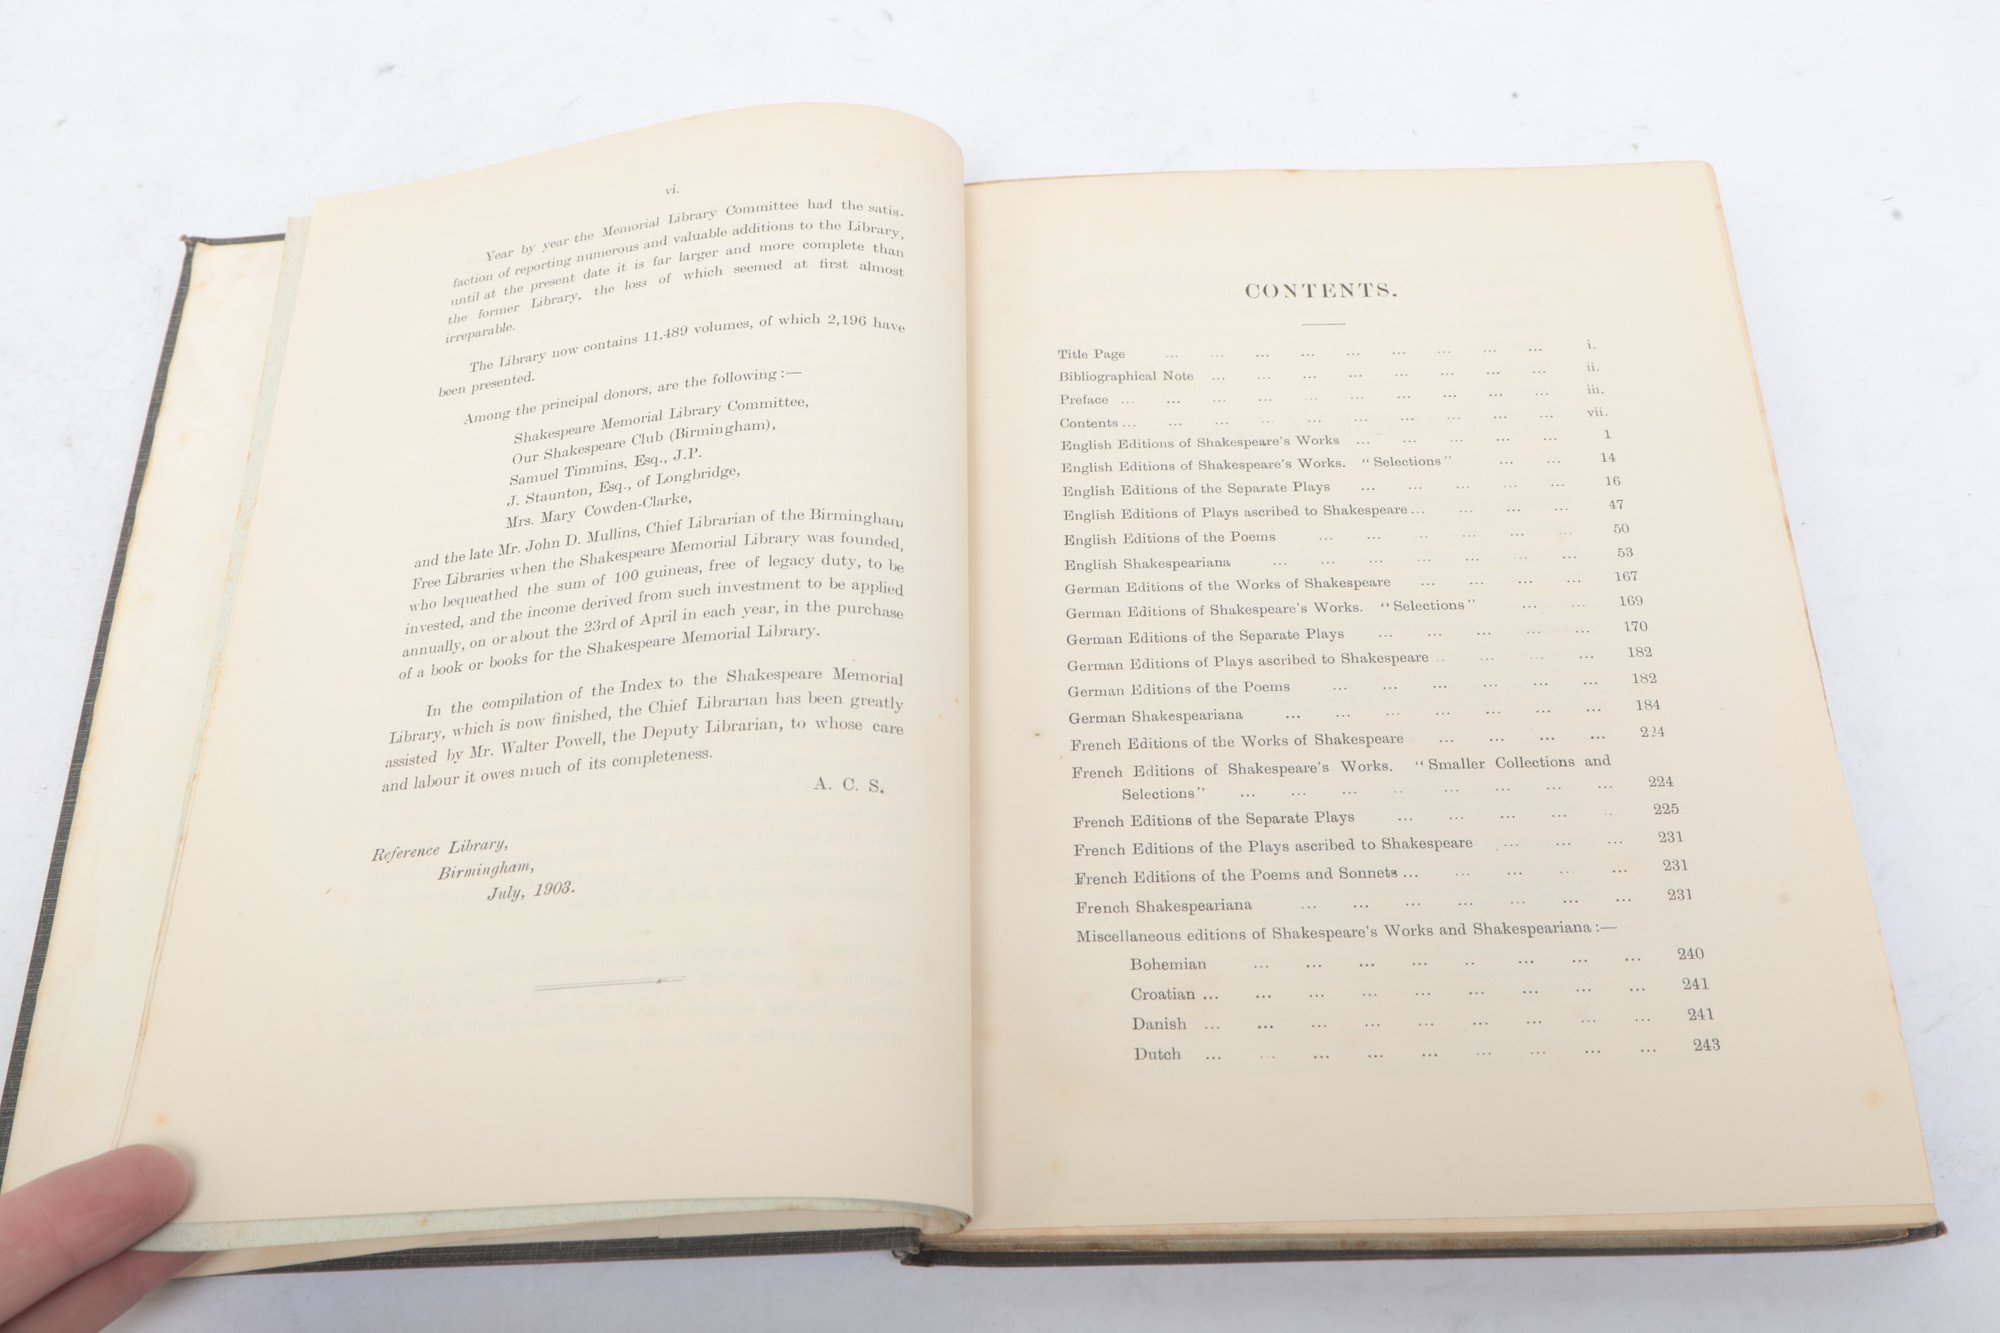 vi.
Year by year the Memorial Library Committee had the satis-
faction of reporting numerous and valuable additions to the Library,
until at the present date it is far larger and more complete than
the former Library, the loss of which seemed at first almost
irreparable.
The Library now contains 11,489 volumes, of which 2,196 have
been presented.
Among the principal donors, are the following :—
Shakespeare Memorial Library Committee,
Our Shakespeare Club (Birmingham),
Samuel Timmins, Esq., J.P.
J. Staunton, Esq., of Longbridge,
Mrs. Mary Cowden-Clarke,
and the late Mr. John D. Mullins, Chief Librarian of the Birmingham
Free Libraries when the Shakespeare Memorial Library was founded,
who bequeathed the sum of 100 guineas, free of legacy duty, to be
invested, and the income derived from such investment to be applied
annually, on or about the 23rd of April in each year, in the purchase
of a book or books for the Shakespeare Memorial Library.
In the compilation of the Index to the Shakespeare Memorial
Library, which is now finished, the Chief Librarian has been greatly
assisted by Mr. Walter Powell, the Deputy Librarian, to whose care
and labour it owes much of its completeness.
A. C. S.
Reference Library,
Birmingham,
July, 1903.
CONTENTS.
Title Page ... ... ... ... ... ... ... ... ... i.
Bibliographical Note ... ... ... ... ... ... ... ... ii.
Preface ... ... ... ... ... ... ... ... ... ... iii.
Contents ... ... ... ... ... ... ... ... ... ... vii.
English Editions of Shakespeare's Works ... ... ... ... ... 1
English Editions of Shakespeare's Works. "Selections" ... ... 14
English Editions of the Separate Plays ... ... ... ... ... 16
English Editions of Plays ascribed to Shakespeare ... ... ... ... 47
English Editions of the Poems ... ... ... ... ... ... 50
English Shakespeariana ... ... ... ... ... ... ... 53
German Editions of the Works of Shakespeare ... ... ... ... 167
German Editions of Shakespeare's Works. "Selections" ... ... 169
German Editions of the Separate Plays ... ... ... ... ... 170
German Editions of Plays ascribed to Shakespeare .. ... ... ... 182
German Editions of the Poems ... ... ... ... ... ... 182
German Shakespeariana ... ... ... ... ... ... ... 184
French Editions of the Works of Shakespeare ... ... ... ... 224
French Editions of Shakespeare's Works. "Smaller Collections and
Selections" ... ... ... .. ... ... ... ... 224
French Editions of the Separate Plays ... ... ... ... .. 225
French Editions of the Plays ascribed to Shakespeare ... ... ... 231
French Editions of the Poems and Sonnets ... ... ... ... ... 231
French Shakespeariana ... ... ... ... ... ... ... 231
Miscellaneous editions of Shakespeare's Works and Shakespeariana :—
Bohemian ... ... ... ... .. ... ... ... 240
Croatian ... ... ... ... ... ... ... ... ... 241
Danish ... ... ... ... ... ... ... ... ... 241
Dutch ... ... ... ... ... ... ... ... ... 243